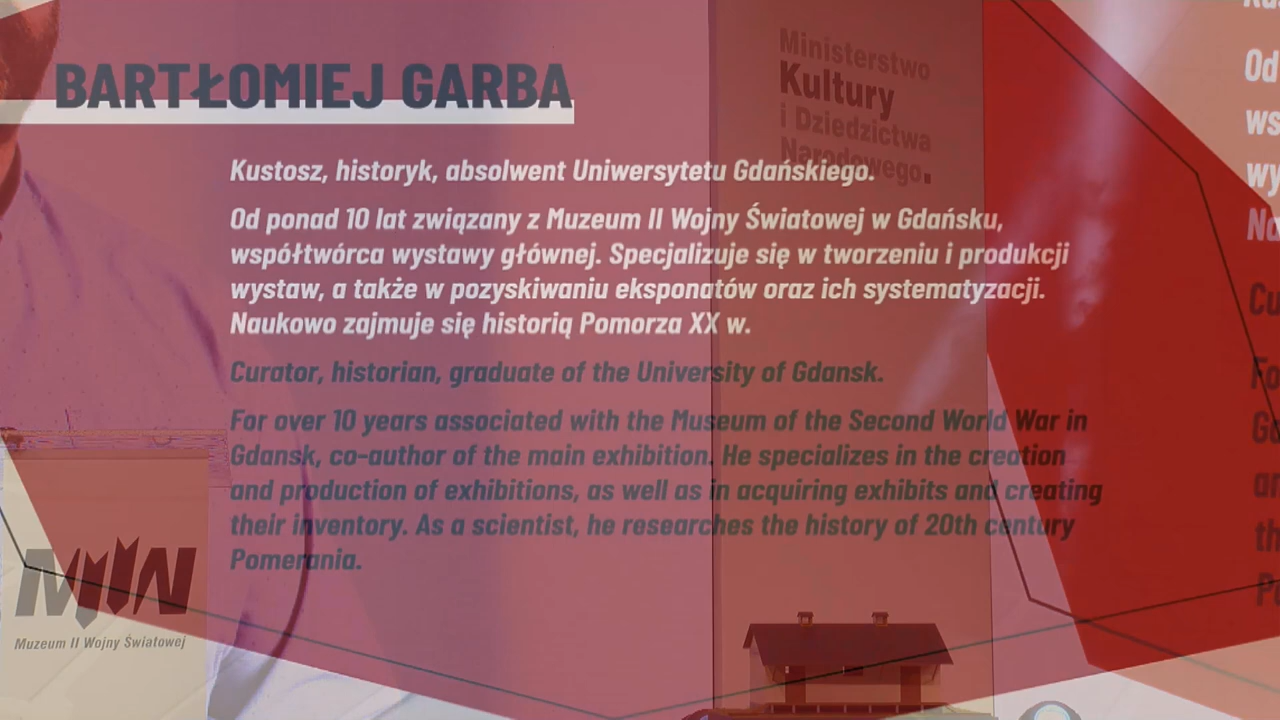 BARTŁOMIEJ GARBA
Ministerstwo
Kultury
i Dziedzictwa
Narodowego.
Kustosz, historyk, absolwent Uniwersytetu Gdańskiego.
Od ponad 10 lat związany z Muzeum II Wojny Światowej w Gdańsku,
współtwórca wystawy głównej. Specjalizuje się w tworzeniu i produkcji
wystaw, a także w pozyskiwaniu eksponatów oraz ich systematyzacji.
Naukowo zajmuje się historią Pomorza XX w.
Curator, historian, graduate of the University of Gdansk.
For over 10 years associated with the Museum of the Second World War in
Gdansk, co-author of the main exhibition. He specializes in the creation
and production of exhibitions, as well as in acquiring exhibits and creating
their inventory. As a scientist, he researches the history of 20th century
Pomerania.
Muzeum II Wojny Światowej
Od